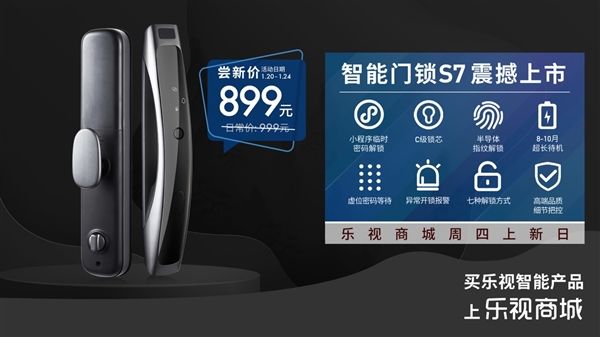 尝新价 活动日期
1.20 - 1.24
899元
日常价: 999元
智能门锁S7 震撼上市
小程序临时
密码解锁
C级锁芯
半导体
指纹解锁
8-10月
超长待机
虚位密码等待
异常开锁报警
七种解锁方式
高端品质
细节把控
乐视商城周四上新日
买乐视智能产品
上乐视商城